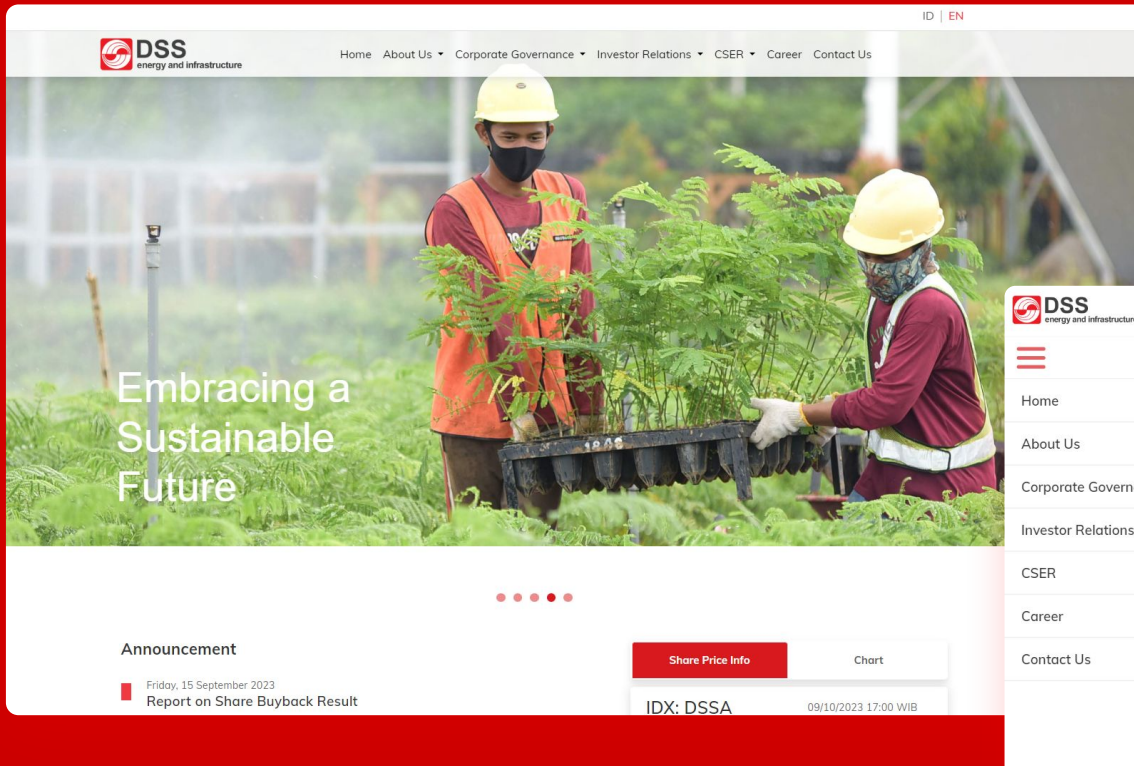 ID | EN
DSS
energy and infrastructure
Home About Us Corporate Governance Investor Relations CSER Career Contact Us
Embracing a
Sustainable
Future
Announcement
Friday, 15 September 2023
Report on Share Buyback Result
Share Price Info Chart
IDX: DSSA 09/10/2023 17:00 WIB
DSS
energy and infrastructure
Home
About Us
Corporate Govern
Investor Relations
CSER
Career
Contact Us